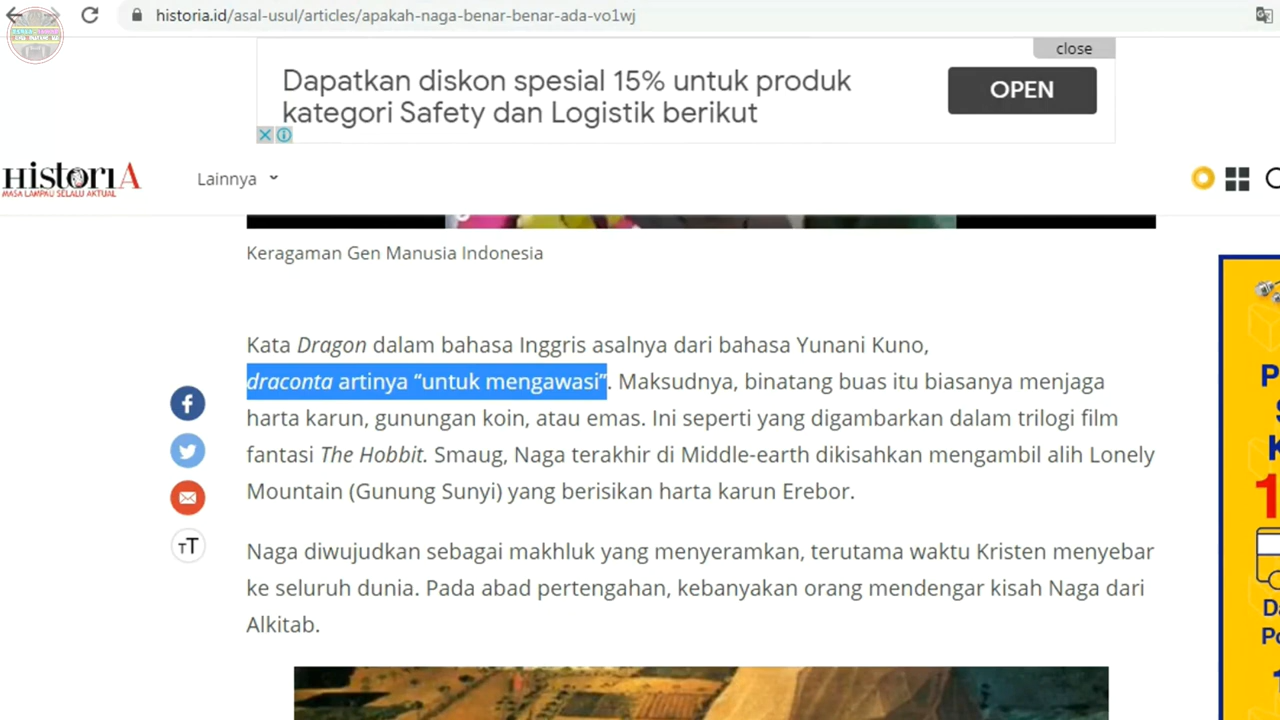 historia.id/asal-usul/articles/apakah-naga-benar-benar-ada-vo1wj
close
Dapatkan diskon spesial 15% untuk produk
kategori Safety dan Logistik berikut
OPEN
HistoriA
MASA LAMPAU SELALU AKTUAL
Lainnya
Keragaman Gen Manusia Indonesia
Kata Dragon dalam bahasa Inggris asalnya dari bahasa Yunani Kuno,
draconta artinya “untuk mengawasi”. Maksudnya, binatang buas itu biasanya menjaga
harta karun, gunungan koin, atau emas. Ini seperti yang digambarkan dalam trilogi film
fantasi The Hobbit. Smaug, Naga terakhir di Middle-earth dikisahkan mengambil alih Lonely
Mountain (Gunung Sunyi) yang berisikan harta karun Erebor.
TT
Naga diwujudkan sebagai makhluk yang menyeramkan, terutama waktu Kristen menyebar
ke seluruh dunia. Pada abad pertengahan, kebanyakan orang mendengar kisah Naga dari
Alkitab.